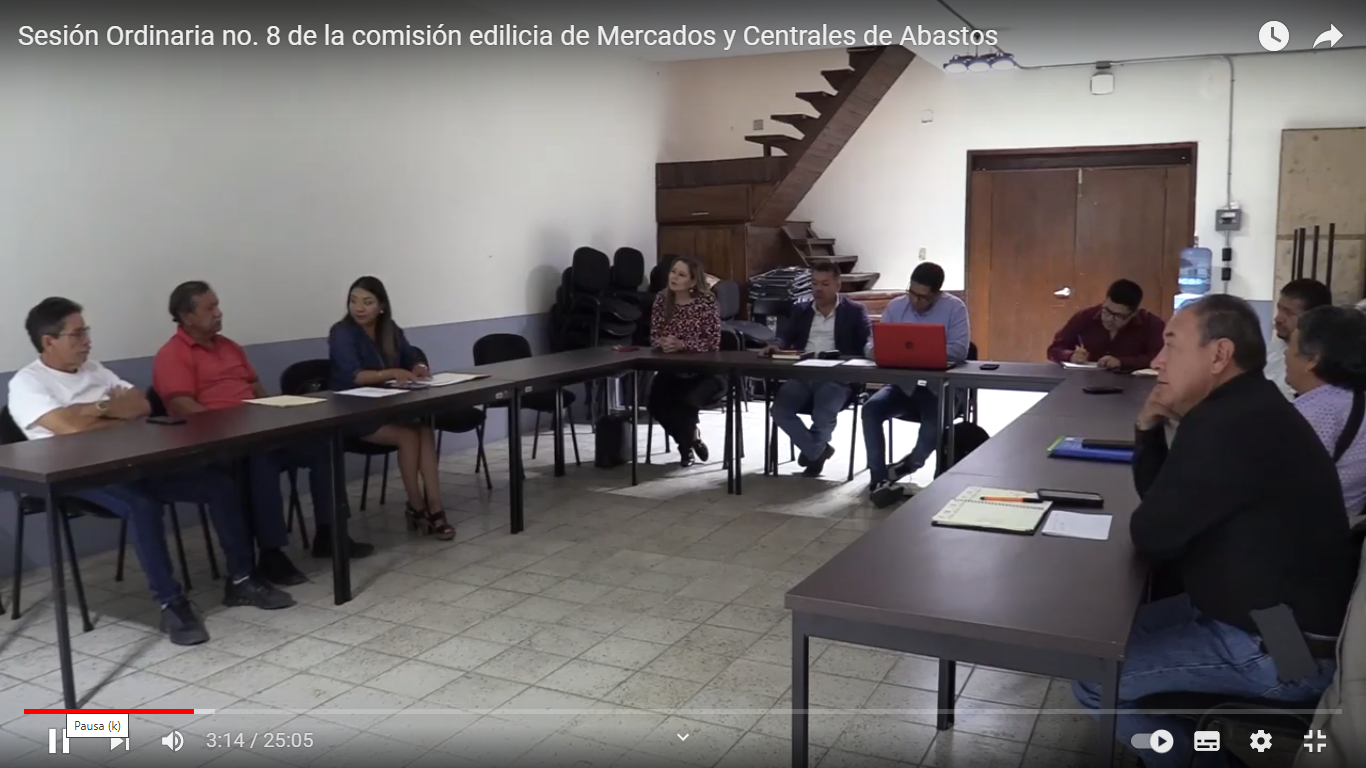 Sesión Ordinaria no. 8 de la comisión edilicia de Mercados y Centrales de Abastos
Pausa (k)
3:14 / 25:05